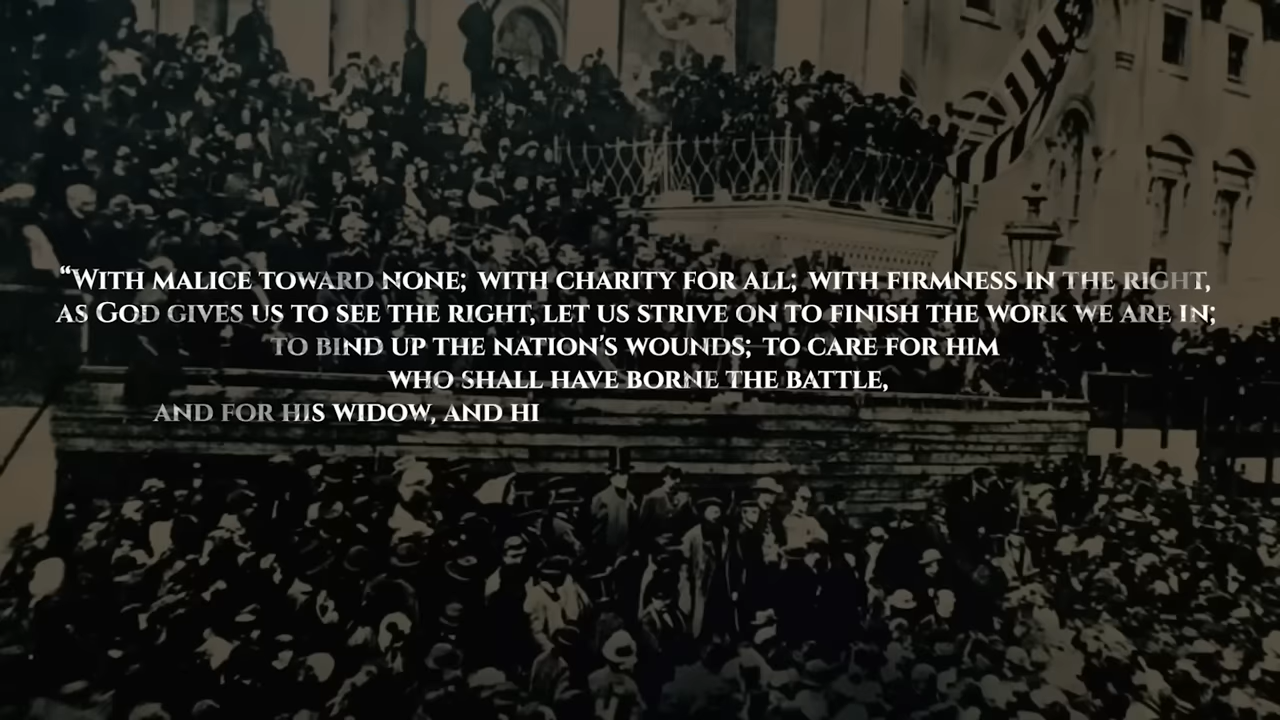 “With malice toward none; with charity for all; with firmness in the right,
as God gives us to see the right, let us strive on to finish the work we are in;
to bind up the nation’s wounds; to care for him
who shall have borne the battle,
and for his widow, and hi